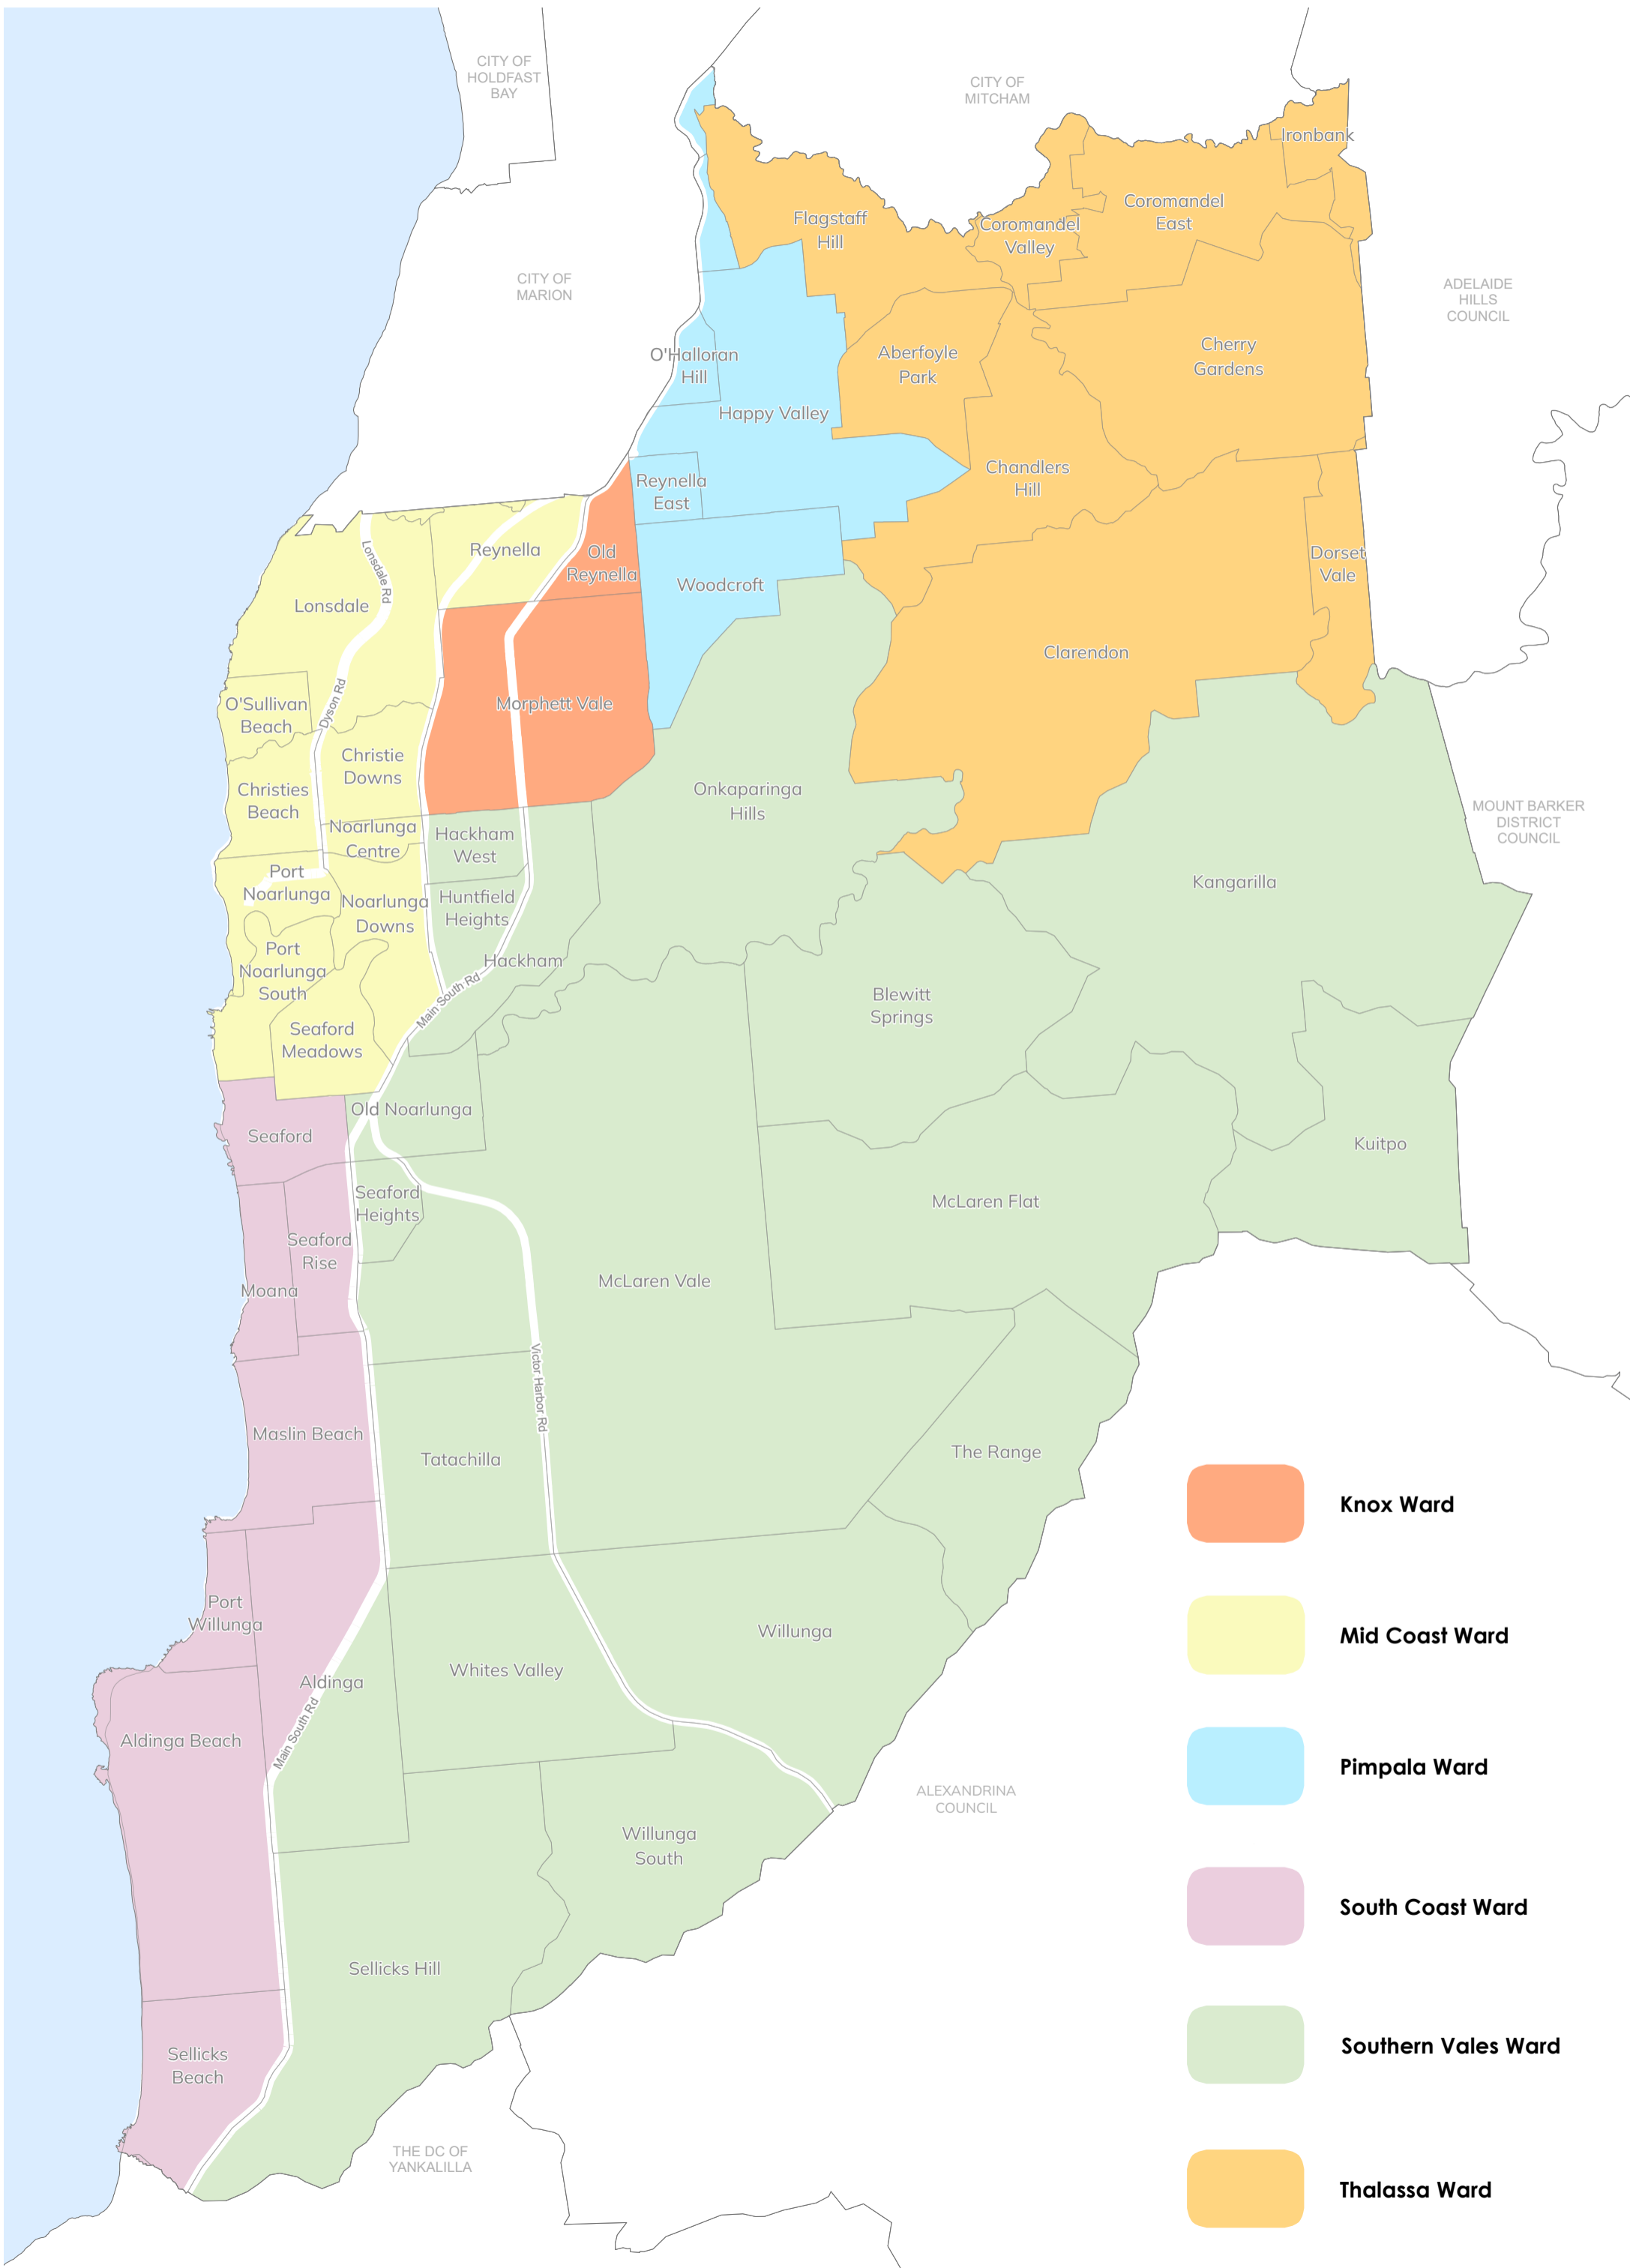 CITY OF
HOLDFAST
BAY
CITY OF
MITCHAM
Ironbank
Coromandel
East
Flagstaff
Hill
Coromandel
Valley
CITY OF
MARION
ADELAIDE
HILLS
COUNCIL
Cherry
Gardens
O'Halloran
Hill
Aberfoyle
Park
Happy Valley
Chandlers
Hill
Reynella
East
Reynella
Old
Reynella
Lonsdale Rd
Woodcroft
Dorset
Vale
Lonsdale
Clarendon
O'Sullivan
Beach
Dyson Rd
Morphett Vale
Christie
Downs
Christies
Beach
Onkaparinga
Hills
MOUNT BARKER
DISTRICT
COUNCIL
Noarlunga
Centre
Hackham
West
Port
Noarlunga
Kangarilla
Noarlunga
Downs
Huntfield
Heights
Port
Noarlunga
South
Hackham
Main South Rd
Blewitt
Springs
Seaford
Meadows
Old Noarlunga
Seaford
Kuitpo
Seaford
Heights
McLaren Flat
Seaford
Rise
Moana
McLaren Vale
Victor Harbor Rd
Maslin Beach
Tatachilla
The Range
Knox Ward
Port
Willunga
Willunga
Mid Coast Ward
Whites Valley
Aldinga
Main South Rd
Aldinga Beach
Pimpala Ward
ALEXANDRINA
COUNCIL
Willunga
South
South Coast Ward
Sellicks Hill
Sellicks
Beach
Southern Vales Ward
THE DC OF
YANKALILLA
Thalassa Ward